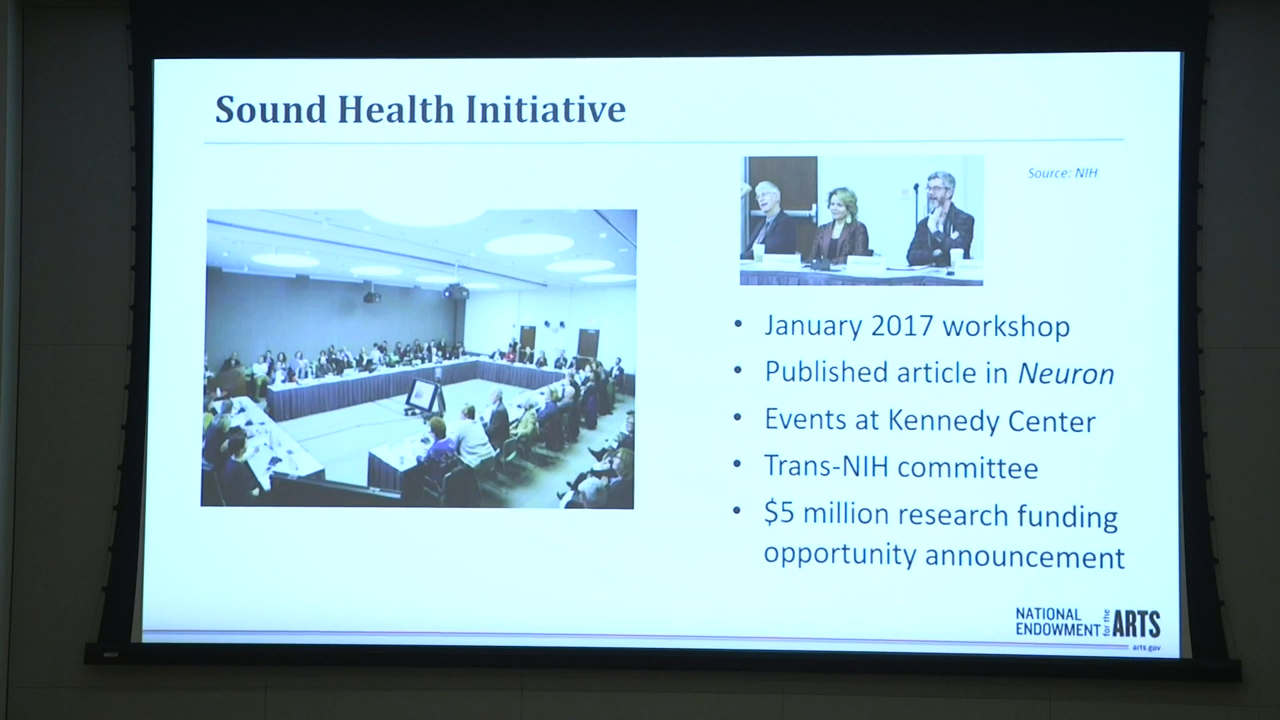 Sound Health Initiative
Source: NIH
• January 2017 workshop
• Published article in Neuron
• Events at Kennedy Center
• Trans-NIH committee
• $5 million research funding
opportunity announcement
NATIONAL
ENDOWMENT for the ARTS
arts.gov